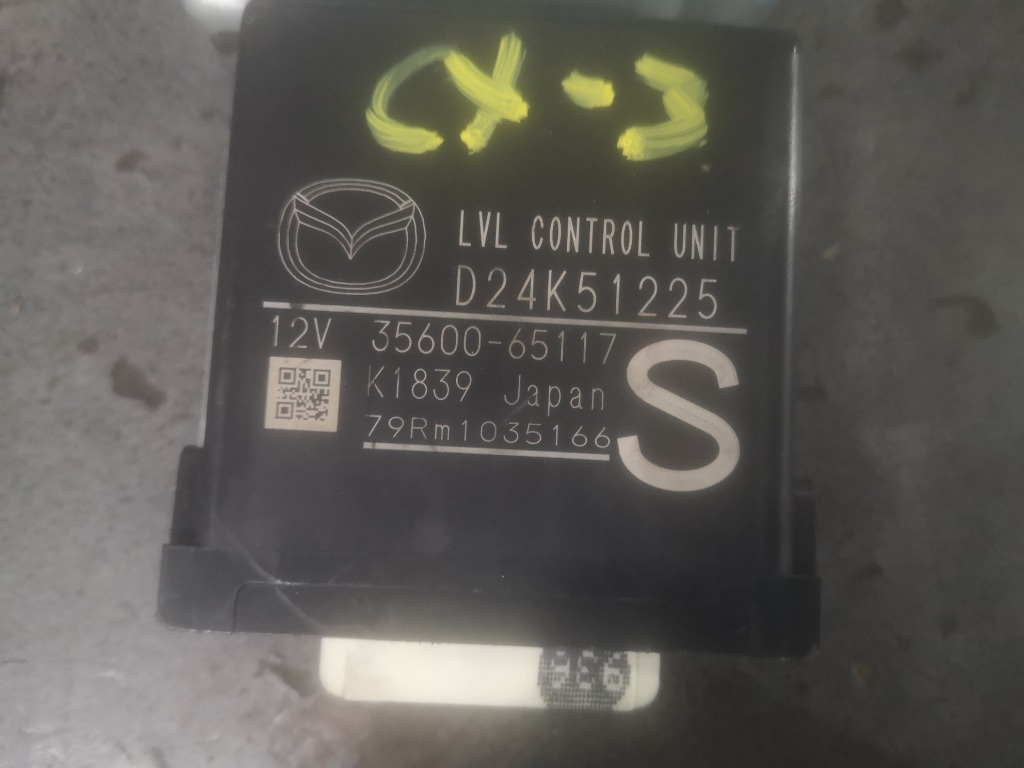 CX-3
LVL CONTROL UNIT
D24K51225
12V 35600-65117
K1839 Japan
79Rm1035166
S